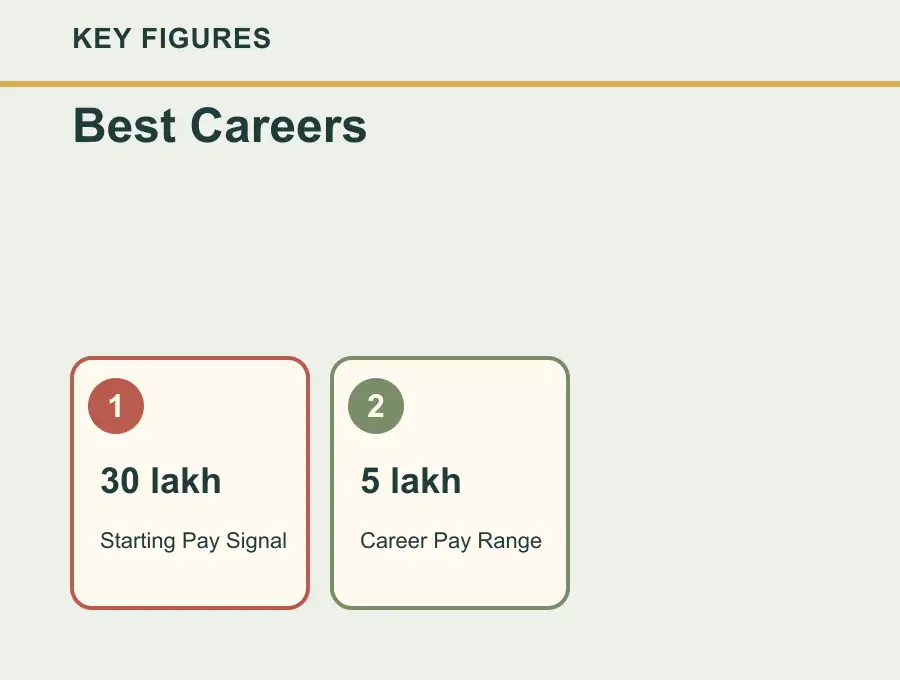 KEY FIGURES
Best Careers
1
30 lakh
Starting Pay Signal
2
5 lakh
Career Pay Range